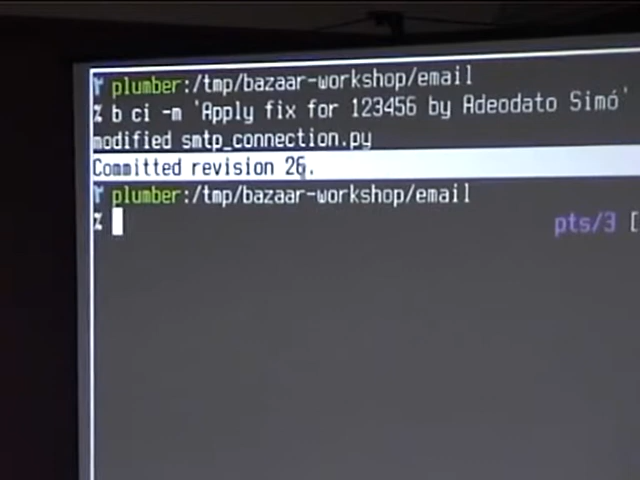 plumber:/tmp/bazaar-workshop/email
% b ci -m 'Apply fix for 123456 by Adeodato Simó'
modified smtp_connection.py
Committed revision 26.
plumber:/tmp/bazaar-workshop/email
% pts/3 [